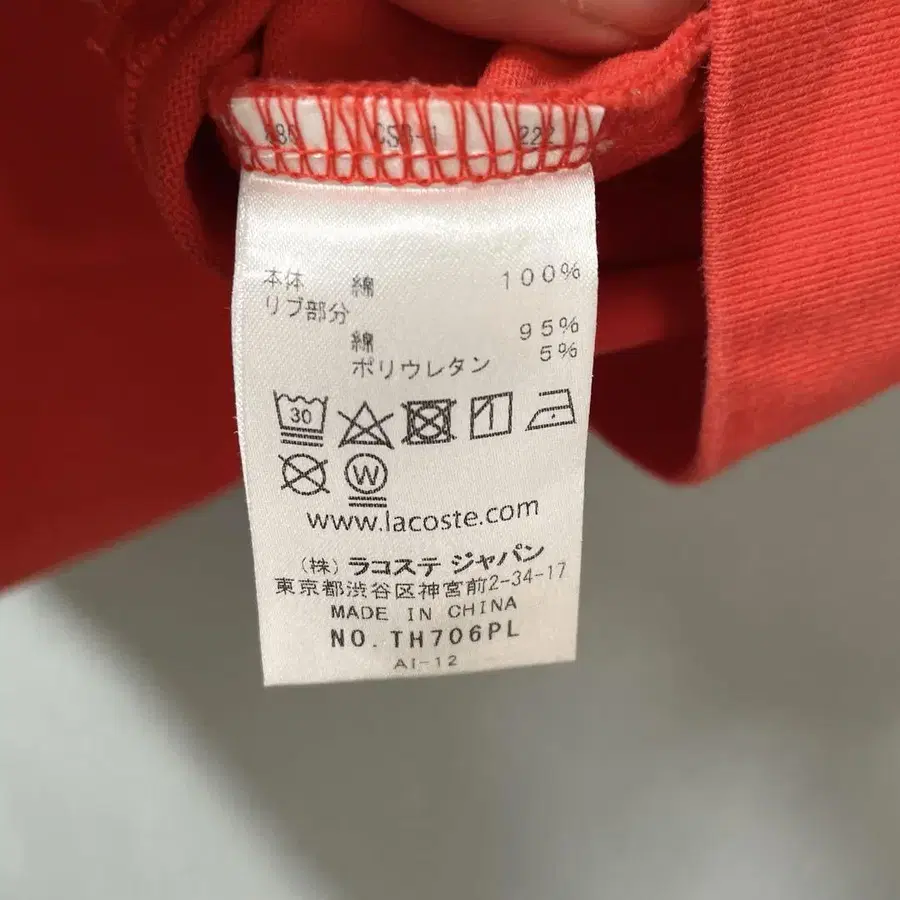 本体 綿 100%
リブ部分
綿 95%
ポリウレタン 5%
30
W
www.lacoste.com
(株) ラコステ ジャパン
東京都渋谷区神宮前2-34-17
MADE IN CHINA
NO. TH706PL
AI-12